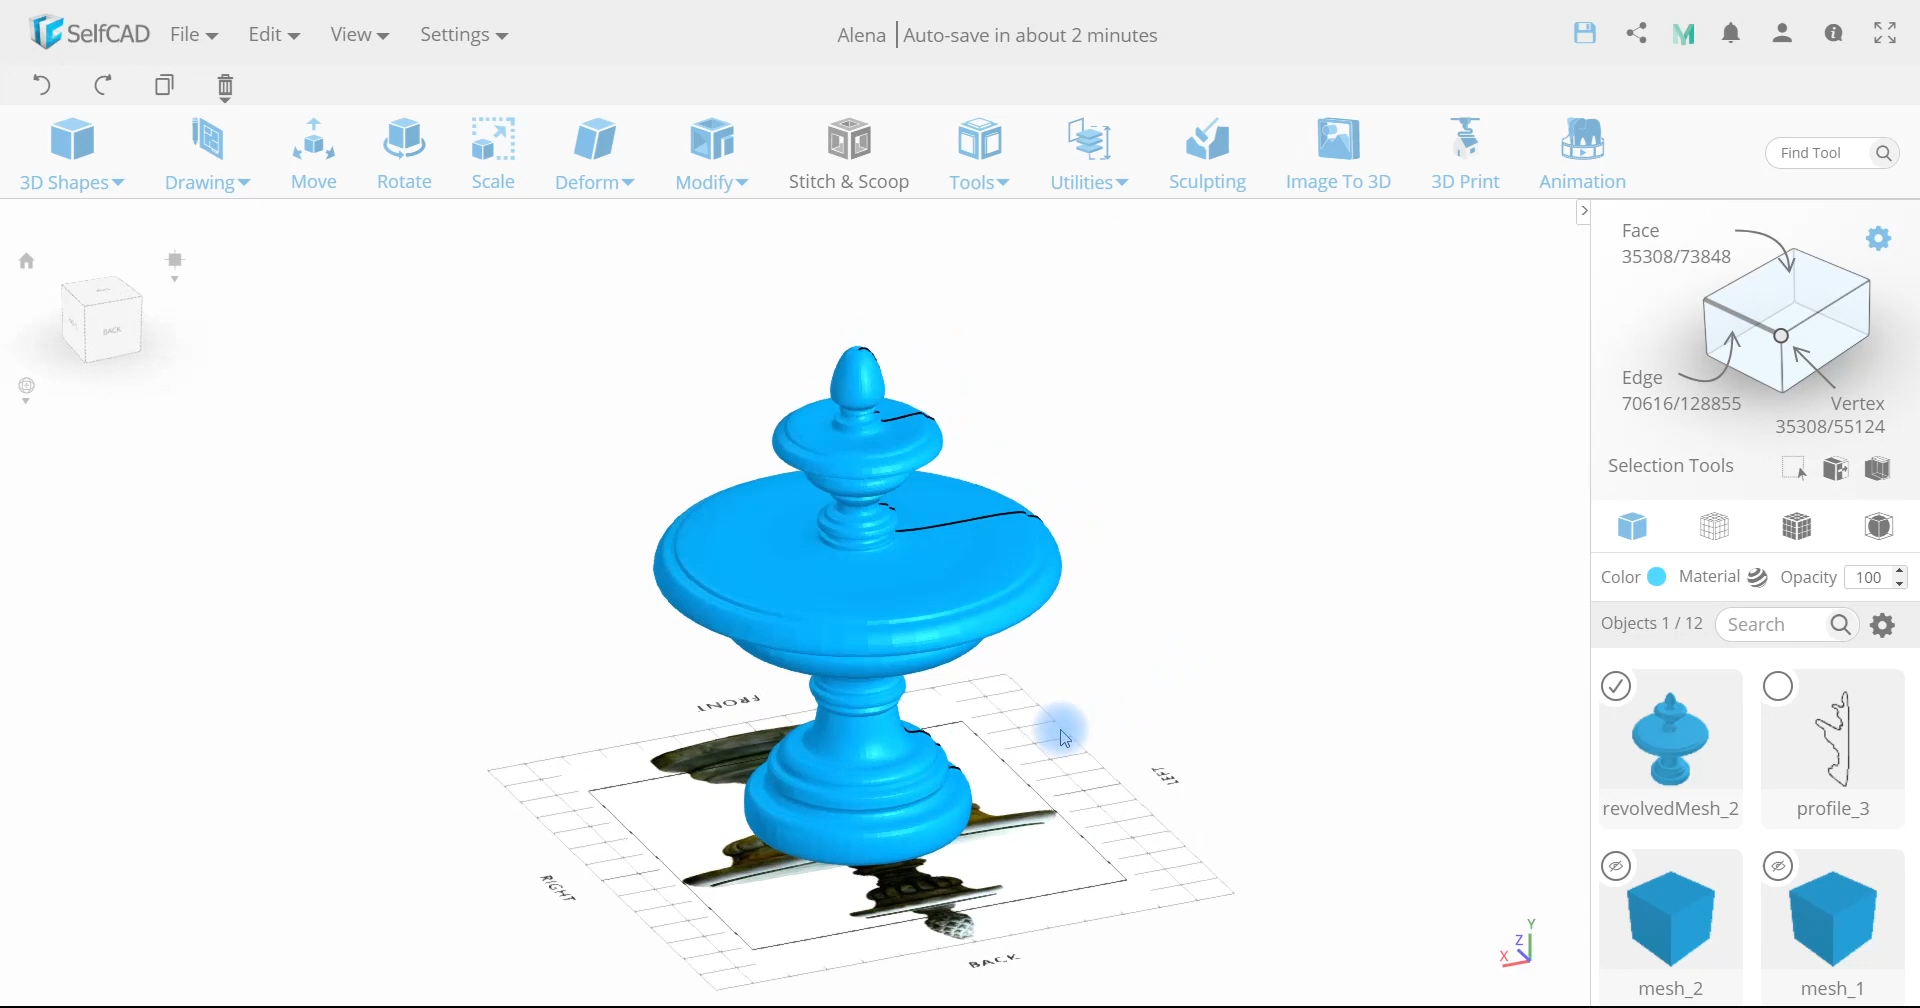 SelfCAD File Edit View Settings
Alena Auto-save in about 2 minutes
3D Shapes Drawing Move Rotate Scale Deform Modify Stitch & Scoop Tools Utilities Sculpting Image To 3D 3D Print Animation
Find Tool
BACK
Face
35308/73848
Edge
70616/128855
Vertex
35308/55124
Selection Tools
Color Material Opacity 100
Objects 1 / 12 Search
revolvedMesh_2 profile_3
mesh_2 mesh_1
FRONT
LEFT
RIGHT
BACK
Y
Z
X